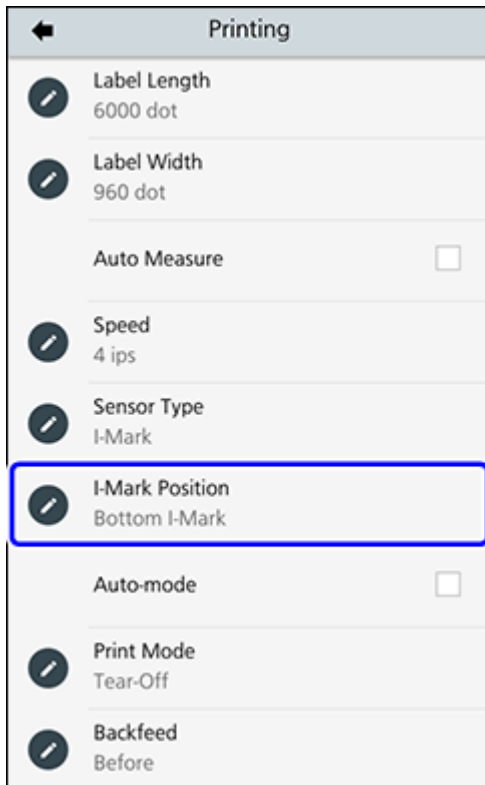 Printing
Label Length
6000 dot
Label Width
960 dot
Auto Measure
Speed
4 ips
Sensor Type
I-Mark
I-Mark Position
Bottom I-Mark
Auto-mode
Print Mode
Tear-Off
Backfeed
Before